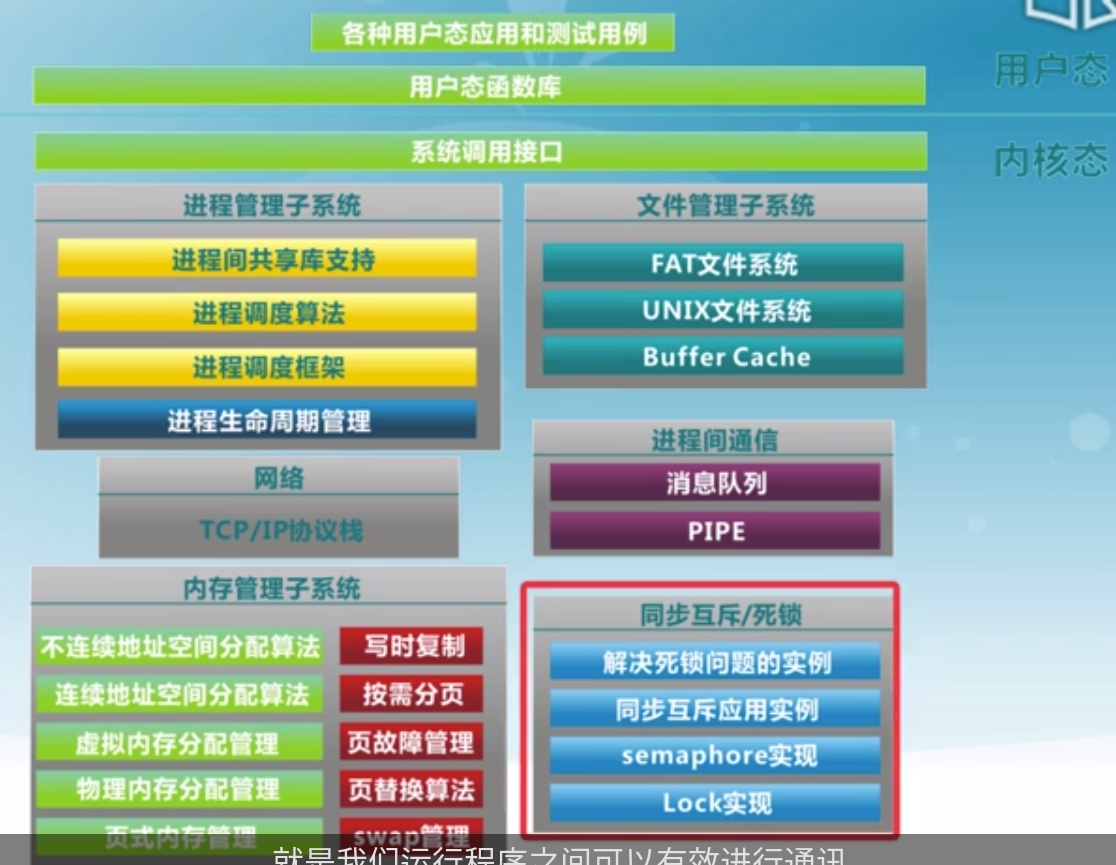 各种用户态应用和测试用例
用户态函数库
用户态
系统调用接口
内核态
进程管理子系统
进程间共享库支持
进程调度算法
进程调度框架
进程生命周期管理
文件管理子系统
FAT文件系统
UNIX文件系统
Buffer Cache
网络
TCP/IP协议栈
进程间通信
消息队列
PIPE
内存管理子系统
不连续地址空间分配算法
写时复制
连续地址空间分配算法
按需分页
虚拟内存分配管理
页故障管理
物理内存分配管理
页替换算法
页式内存管理
swap管理
同步互斥/死锁
解决死锁问题的实例
同步互斥应用实例
semaphore实现
Lock实现
就是我们运行程序之间可以有效进行通讯